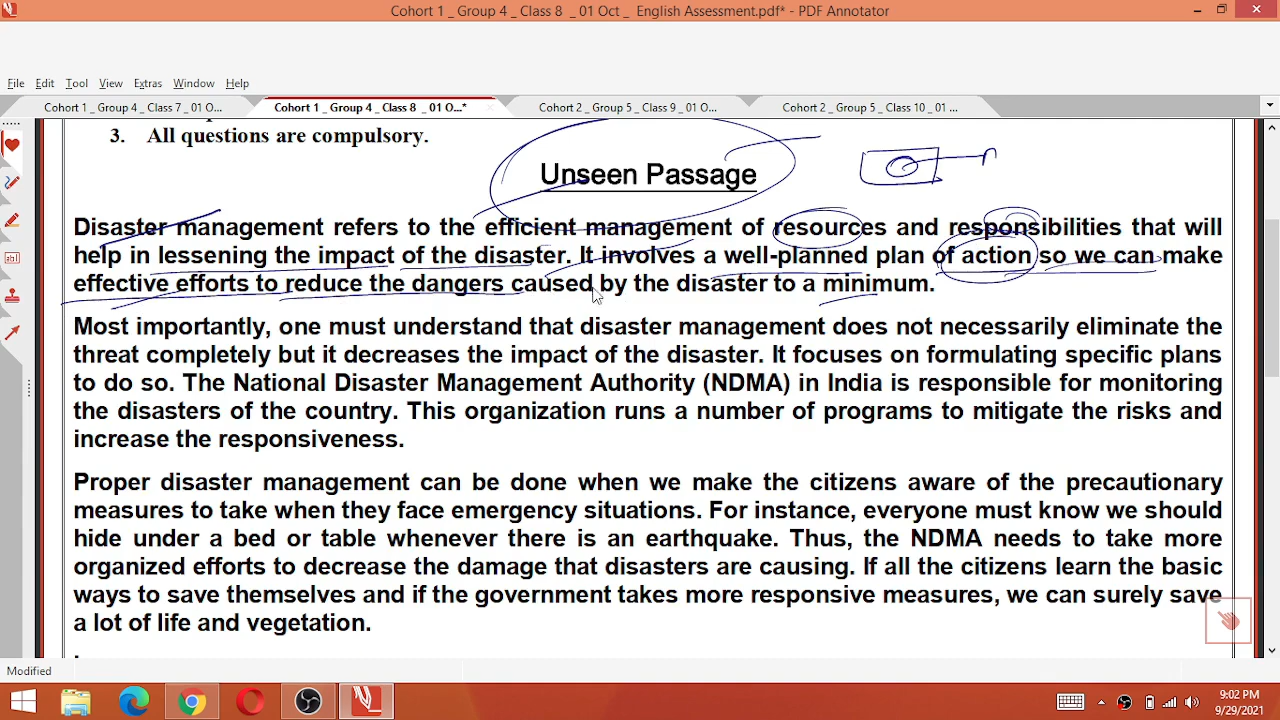 Cohort 1 _ Group 4 _ Class 8 _ 01 Oct _ English Assessment.pdf* - PDF Annotator
File Edit Tool View Extras Window Help
Cohort 1 _ Group 4 _ Class 7 _ 01 O... Cohort 1 _ Group 4 _ Class 8 _ 01 O...* Cohort 2 _ Group 5 _ Class 9 _ 01 O... Cohort 2 _ Group 5 _ Class 10 _ 01 ...
3. All questions are compulsory.
Unseen Passage
Disaster management refers to the efficient management of resources and responsibilities that will
help in lessening the impact of the disaster. It involves a well-planned plan of action so we can make
effective efforts to reduce the dangers caused by the disaster to a minimum.
Most importantly, one must understand that disaster management does not necessarily eliminate the
threat completely but it decreases the impact of the disaster. It focuses on formulating specific plans
to do so. The National Disaster Management Authority (NDMA) in India is responsible for monitoring
the disasters of the country. This organization runs a number of programs to mitigate the risks and
increase the responsiveness.
Proper disaster management can be done when we make the citizens aware of the precautionary
measures to take when they face emergency situations. For instance, everyone must know we should
hide under a bed or table whenever there is an earthquake. Thus, the NDMA needs to take more
organized efforts to decrease the damage that disasters are causing. If all the citizens learn the basic
ways to save themselves and if the government takes more responsive measures, we can surely save
a lot of life and vegetation.
Modified
9:02 PM
9/29/2021